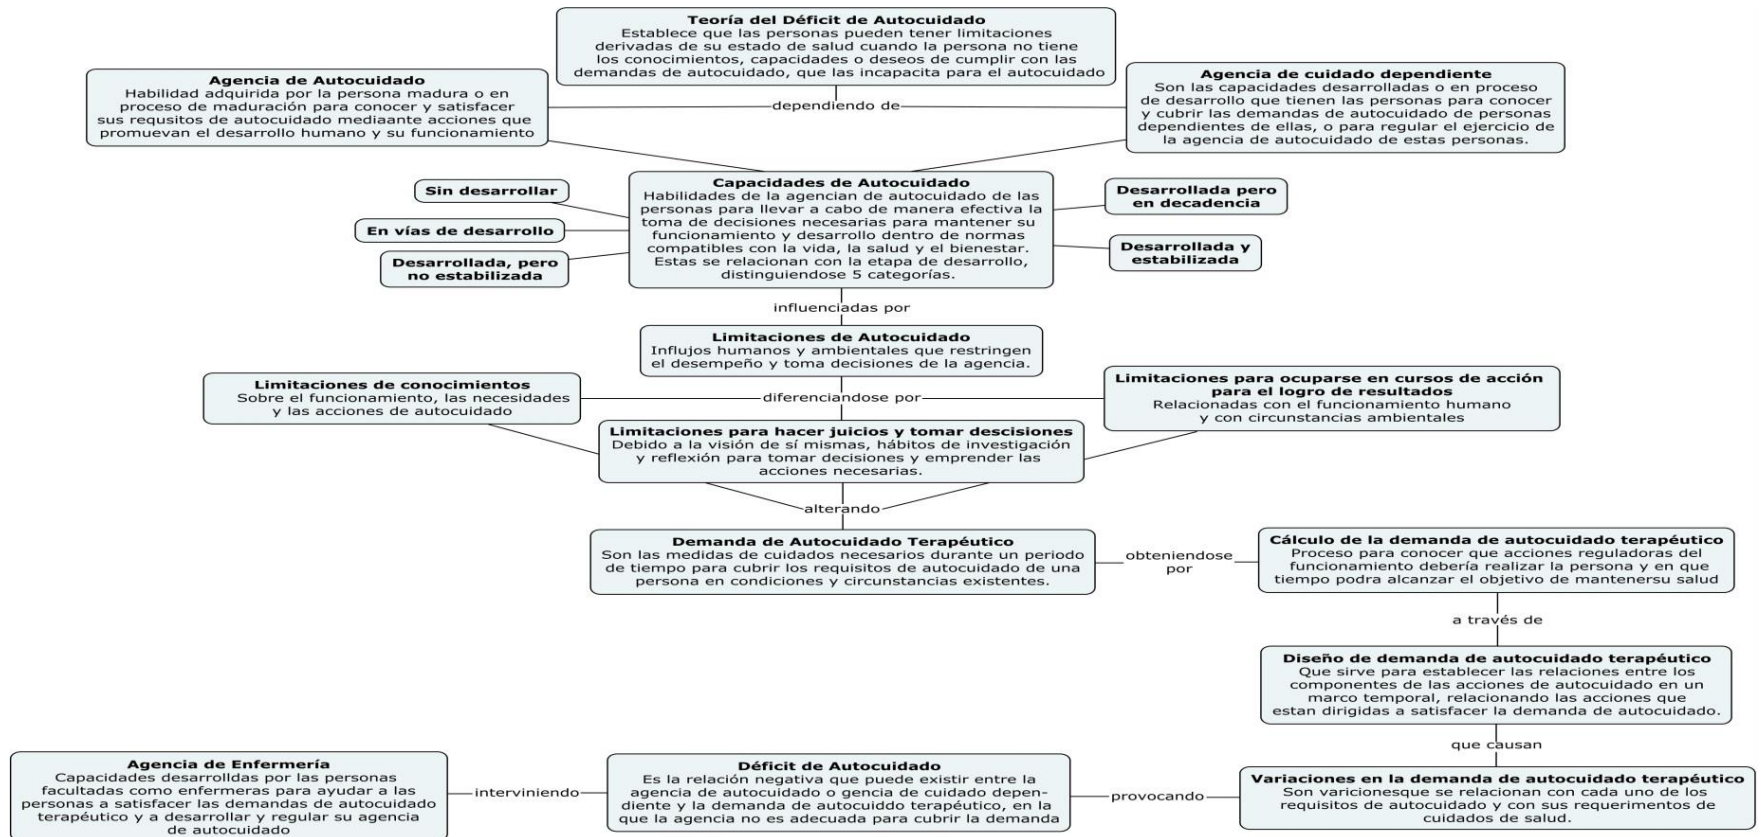 Teoría del Déficit de Autocuidado
Establece que las personas pueden tener limitaciones
derivadas de su estado de salud cuando la persona no tiene
los conocimientos, capacidades o deseos de cumplir con las
demandas de autocuidado, que las incapacita para el autocuidado
Agencia de Autocuidado
Habilidad adquirida por la persona madura o en
proceso de maduración para conocer y satisfacer
sus requsitos de autocuidado mediaante acciones que
promuevan el desarrollo humano y su funcionamiento
dependiendo de
Agencia de cuidado dependiente
Son las capacidades desarrolladas o en proceso
de desarrollo que tienen las personas para conocer
y cubrir las demandas de autocuidado de personas
dependientes de ellas, o para regular el ejercicio de
la agencia de autocuidado de estas personas.
Sin desarrollar
En vías de desarrollo
Desarrollada, pero
no estabilizada
Capacidades de Autocuidado
Habilidades de la agencian de autocuidado de las
personas para llevar a cabo de manera efectiva la
toma de decisiones necesarias para mantener su
funcionamiento y desarrollo dentro de normas
compatibles con la vida, la salud y el bienestar.
Estas se relacionan con la etapa de desarrollo,
distinguiendose 5 categorías.
Desarrollada pero
en decadencia
Desarrollada y
estabilizada
influenciadas por
Limitaciones de Autocuidado
Influjos humanos y ambientales que restringen
el desempeño y toma decisiones de la agencia.
Limitaciones de conocimientos
Sobre el funcionamiento, las necesidades
y las acciones de autocuidado
diferenciandose por
Limitaciones para ocuparse en cursos de acción
para el logro de resultados
Relacionadas con el funcionamiento humano
y con circunstancias ambientales
Limitaciones para hacer juicios y tomar descisiones
Debido a la visión de sí mismas, hábitos de investigación
y reflexión para tomar decisiones y emprender las
acciones necesarias.
alterando
Demanda de Autocuidado Terapéutico
Son las medidas de cuidados necesarios durante un periodo
de tiempo para cubrir los requisitos de autocuidado de una
persona en condiciones y circunstancias existentes.
obteniendose
por
Cálculo de la demanda de autocuidado terapéutico
Proceso para conocer que acciones reguladoras del
funcionamiento debería realizar la persona y en que
tiempo podra alcanzar el objetivo de mantenersu salud
a través de
Diseño de demanda de autocuidado terapéutico
Que sirve para establecer las relaciones entre los
componentes de las acciones de autocuidado en un
marco temporal, relacionando las acciones que
estan dirigidas a satisfacer la demanda de autocuidado.
que causan
Variaciones en la demanda de autocuidado terapéutico
Son varicionesque se relacionan con cada uno de los
requisitos de autocuidado y con sus requerimentos de
cuidados de salud.
provocando
Déficit de Autocuidado
Es la relación negativa que puede existir entre la
agencia de autocuidado o gencia de cuidado depen-
diente y la demanda de autocuiddo terapéutico, en la
que la agencia no es adecuada para cubrir la demanda
interviniendo
Agencia de Enfermería
Capacidades desarrolldas por las personas
facultadas como enfermeras para ayudar a las
personas a satisfacer las demandas de autocuidado
terapéutico y a desarrollar y regular su agencia
de autocuidado